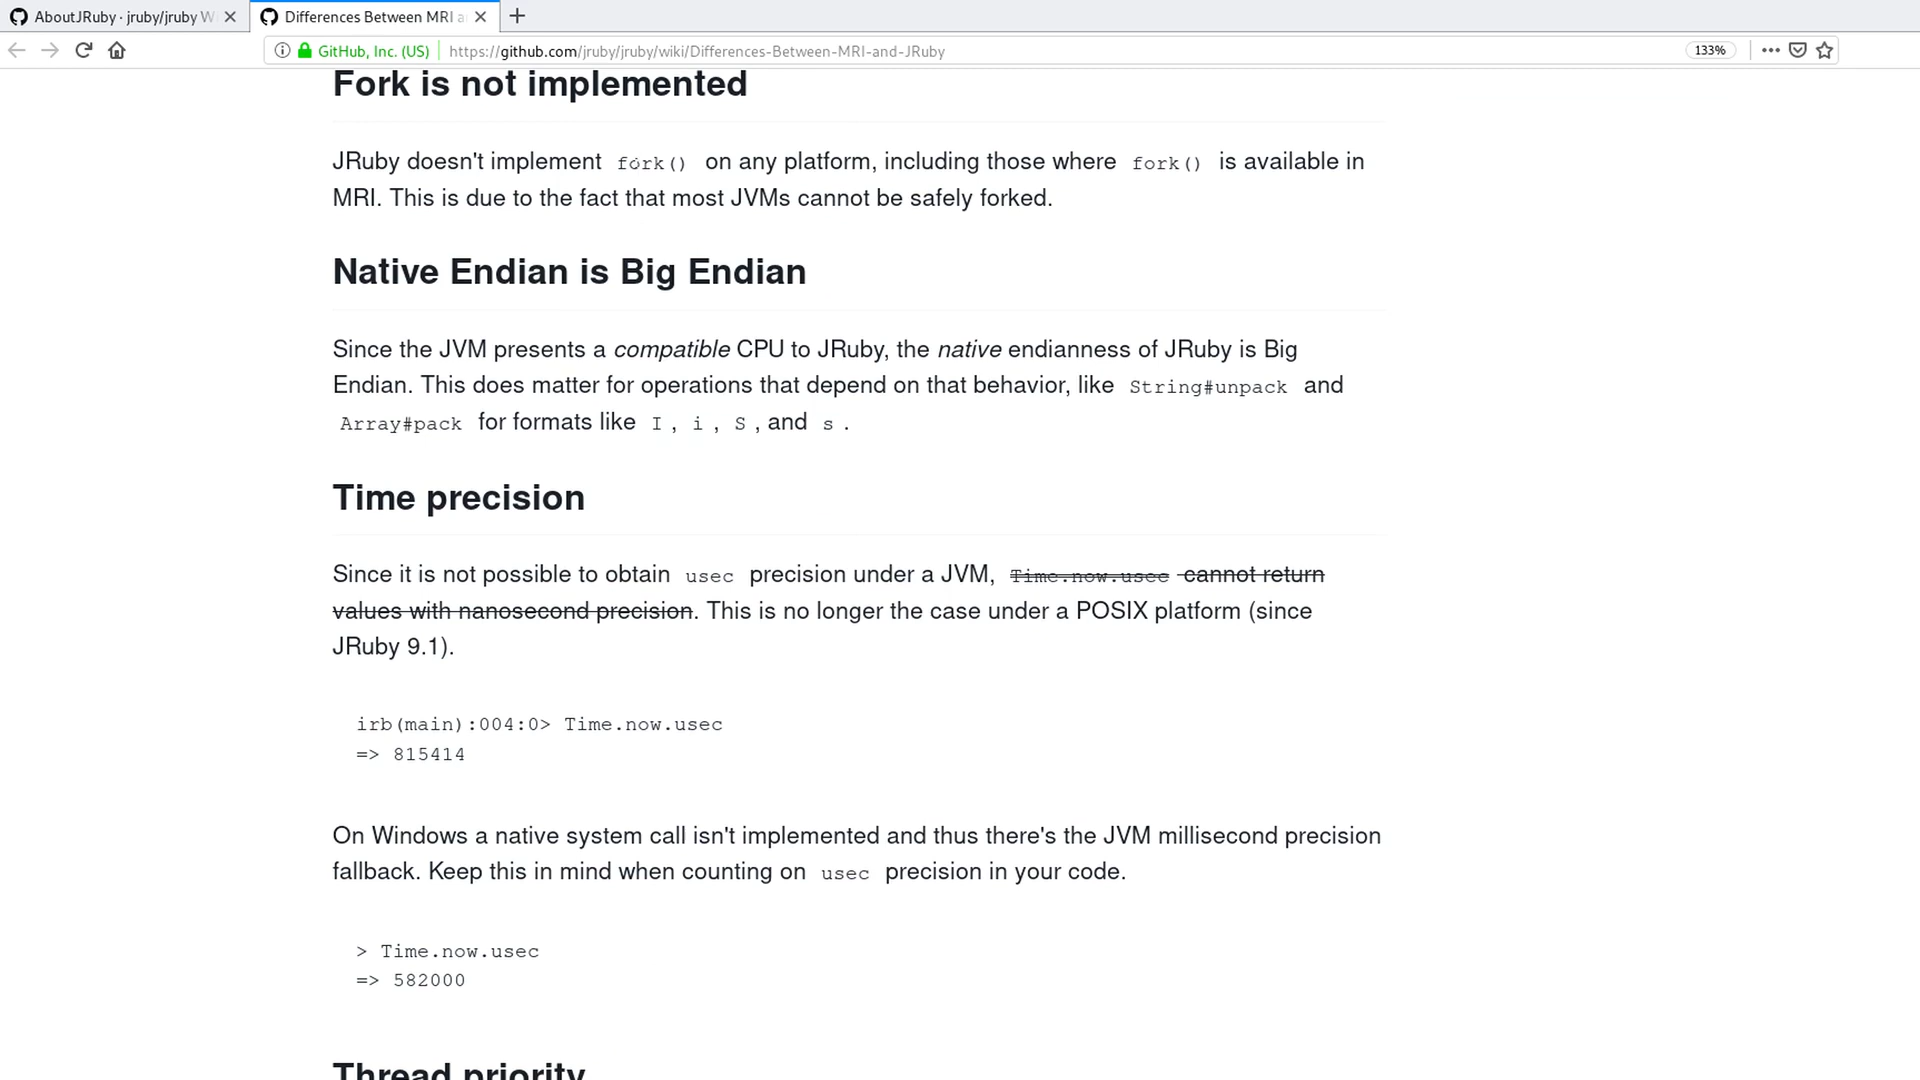 AboutJRuby · jruby/jruby W
Differences Between MRI a
GitHub, Inc. (US) https://github.com/jruby/jruby/wiki/Differences-Between-MRI-and-JRuby 133%
Fork is not implemented
JRuby doesn't implement fork() on any platform, including those where fork() is available in
MRI. This is due to the fact that most JVMs cannot be safely forked.
Native Endian is Big Endian
Since the JVM presents a compatible CPU to JRuby, the native endianness of JRuby is Big
Endian. This does matter for operations that depend on that behavior, like String#unpack and
Array#pack for formats like I , i , S , and s .
Time precision
Since it is not possible to obtain usec precision under a JVM, Time.now.usec cannot return
values with nanosecond precision. This is no longer the case under a POSIX platform (since
JRuby 9.1).
irb(main):004:0> Time.now.usec
=> 815414
On Windows a native system call isn't implemented and thus there's the JVM millisecond precision
fallback. Keep this in mind when counting on usec precision in your code.
> Time.now.usec
=> 582000
Thread priority